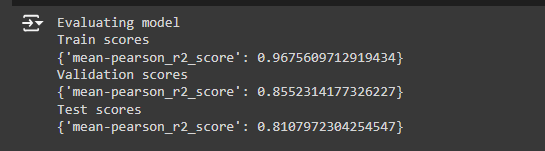 Evaluating model
Train scores
{'mean-pearson_r2_score': 0.9675609712919434}
Validation scores
{'mean-pearson_r2_score': 0.8552314177326227}
Test scores
{'mean-pearson_r2_score': 0.8107972304254547}